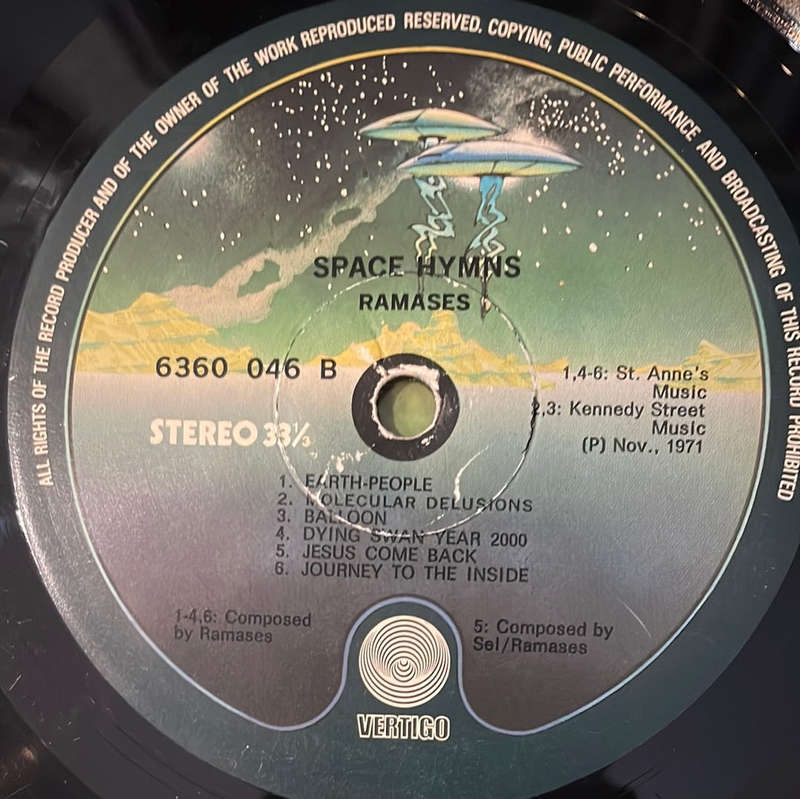 ALL RIGHTS OF THE RECORD PRODUCER AND OF THE OWNER OF THE WORK REPRODUCED RESERVED. COPYING, PUBLIC PERFORMANCE AND BROADCASTING OF THIS RECORD PROHIBITED
SPACE HYMNS
RAMASES
6360 046 B
STEREO 33⅓
1,4-6: St. Anne's
Music
2,3: Kennedy Street
Music
(P) Nov., 1971
1. EARTH-PEOPLE
2. MOLECULAR DELUSIONS
3. BALLOON
4. DYING SWAN YEAR 2000
5. JESUS COME BACK
6. JOURNEY TO THE INSIDE
1-4,6: Composed
by Ramases
5: Composed by
Sel/Ramases
VERTIGO